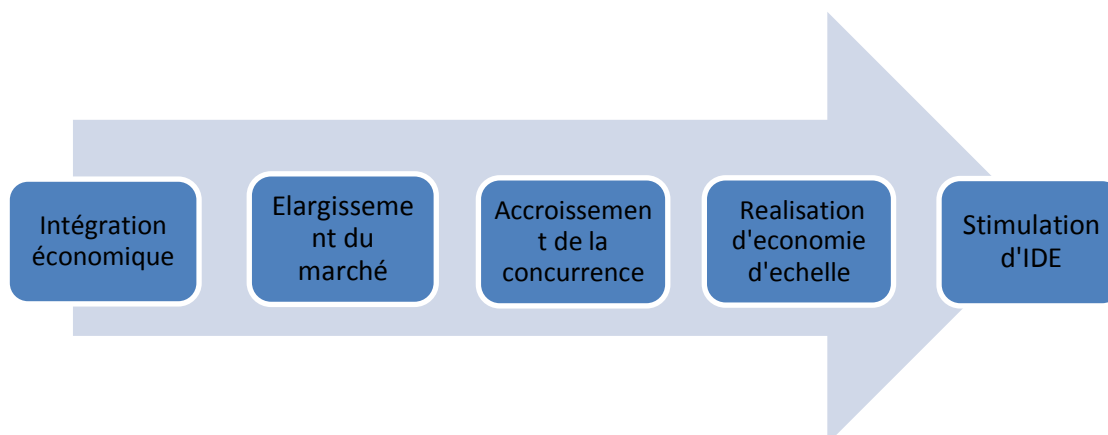 Intégration
économique
Elargisseme
nt du
marché
Accroissemen
t de la
concurrence
Realisation
d'economie
d'echelle
Stimulation
d'IDE